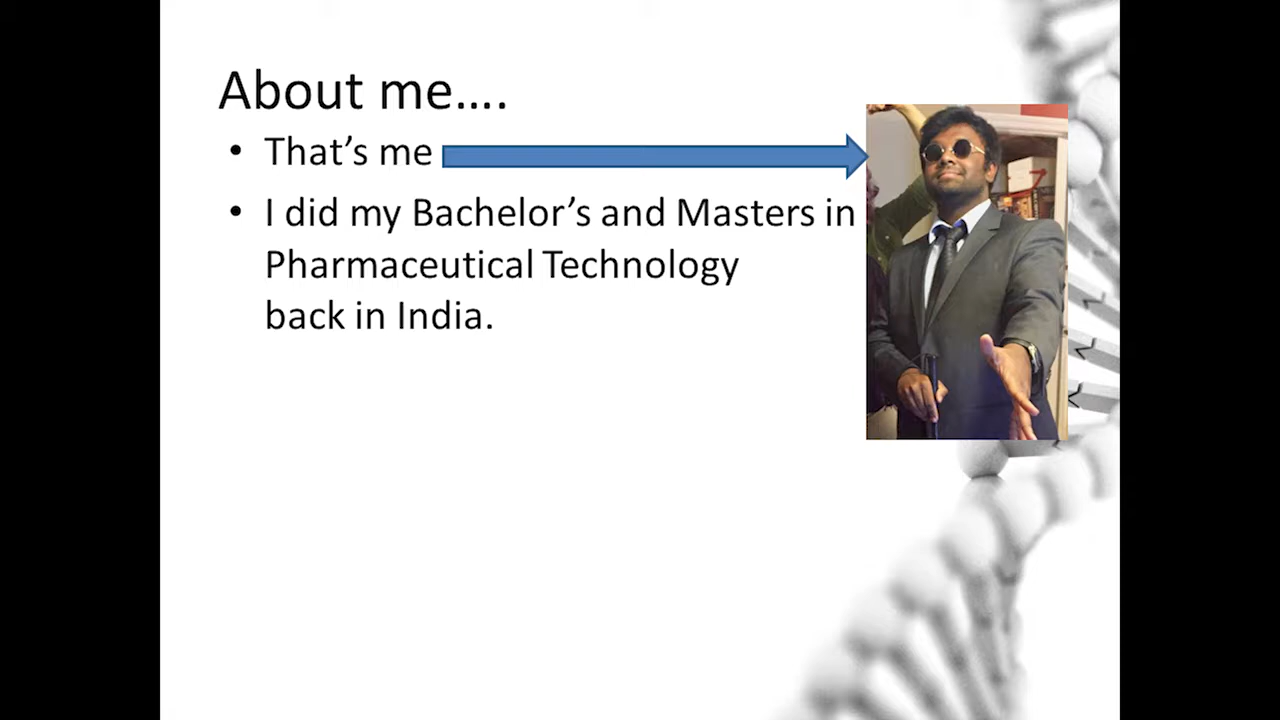 About me….
• That’s me
• I did my Bachelor’s and Masters in
Pharmaceutical Technology
back in India.